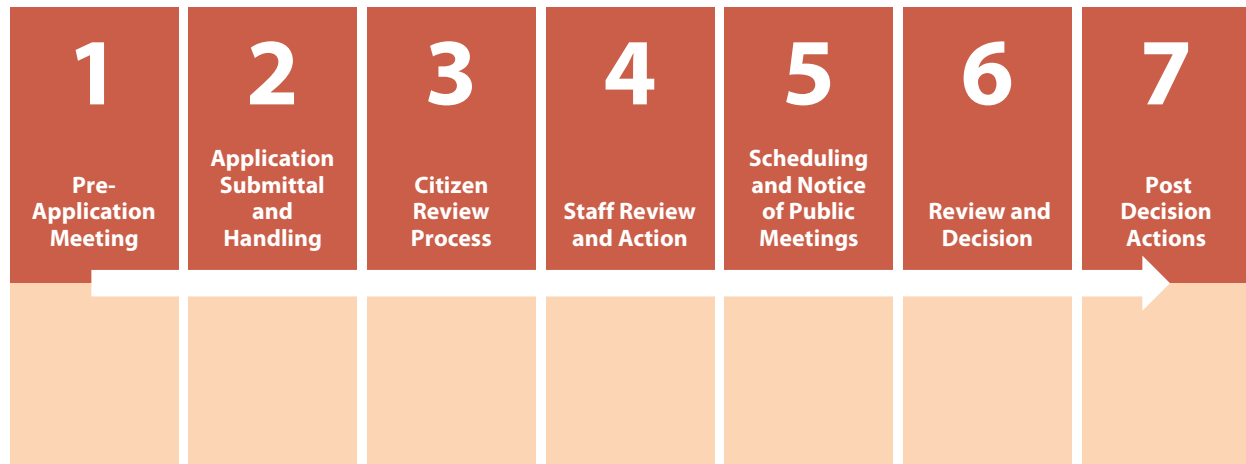 1
Pre-
Application
Meeting
2
Application
Submittal
and
Handling
3
Citizen
Review
Process
4
Staff Review
and Action
5
Scheduling
and Notice
of Public
Meetings
6
Review and
Decision
7
Post
Decision
Actions